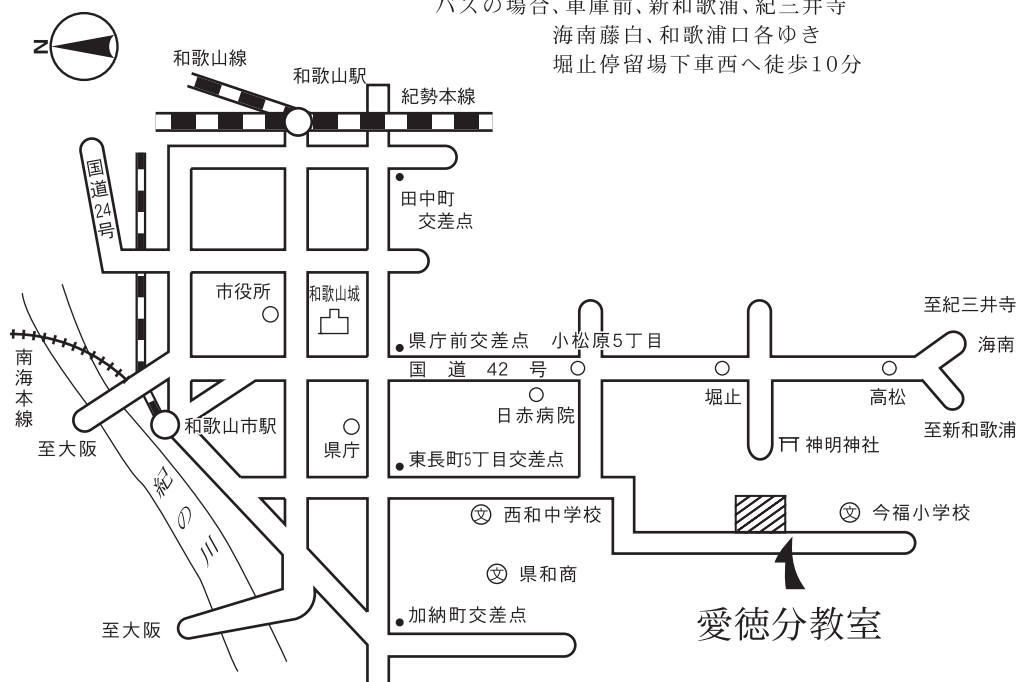 バスの場合、車庫前、新和歌浦、紀三井寺
海南藤白、和歌浦口各ゆき
堀止停留場下車西へ徒歩10分
N
和歌山線
和歌山駅
紀勢本線
国道24号
田中町
交差点
市役所
和歌山城
県庁前交差点
小松原5丁目
至紀三井寺
海南
南海本線
国道42号
堀止
高松
日赤病院
至新和歌浦
至大阪
和歌山市駅
県庁
神明神社
東長町5丁目交差点
紀の川
文 西和中学校
文 今福小学校
文 県和商
至大阪
加納町交差点
愛徳分教室